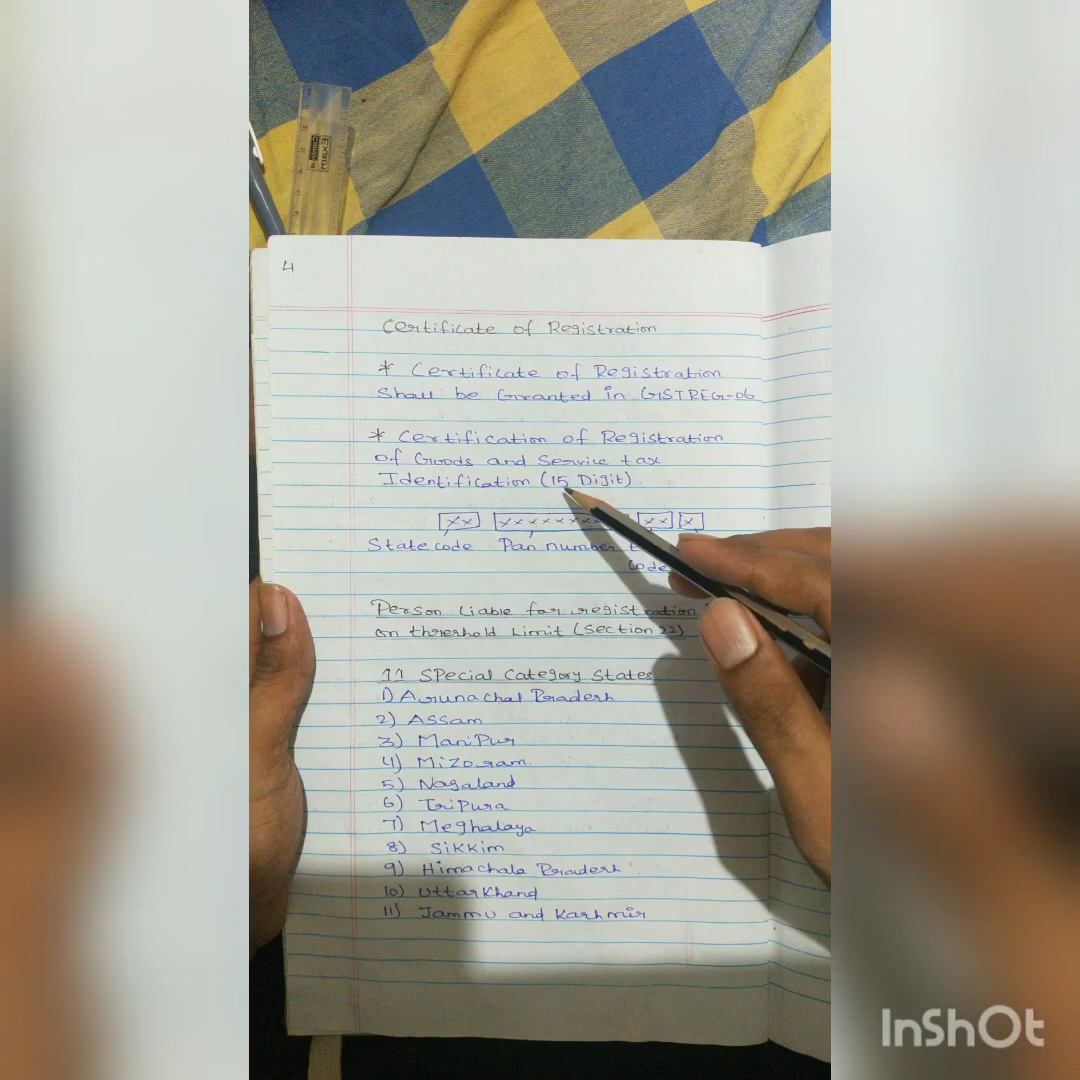 4
Certificate of Registration
* Certificate of Registration
Shall be Granted in GSTREG-06
* Certification of Registration
of Goods and Service tax
Identification (15 Digit)
xx xxxxxxxx xx x
State code Pan number
code
Person Liable for registration
on threshold Limit (Section 22)
11 Special Category States
1) Arunachal Pradesh
2) Assam
3) Manipur
4) Mizoram
5) Nagaland
6) Tripura
7) Meghalaya
8) Sikkim
9) Himachala Pradesh
10) Uttarkhand
11) Jammu and Kashmir
Exam
InShOt